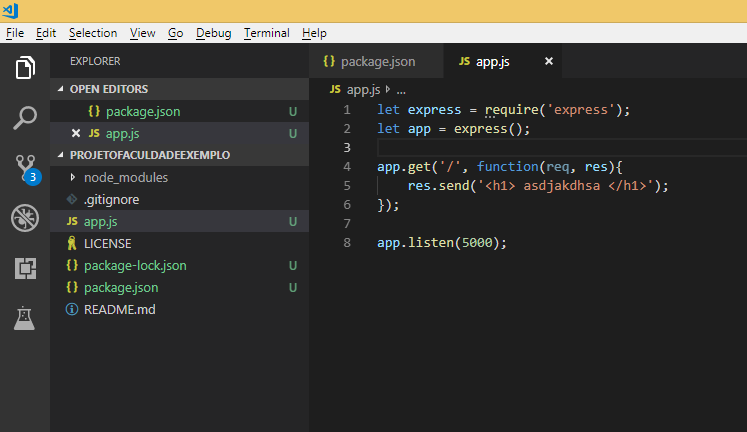 File Edit Selection View Go Debug Terminal Help
EXPLORER
OPEN EDITORS
{} package.json U
JS app.js U
PROJETOFACULDADEEXEMPLO
node_modules
.gitignore
JS app.js U
LICENSE
{} package-lock.json U
{} package.json U
README.md
3
{} package.json JS app.js
JS app.js ...
1 let express = require('express');
2 let app = express();
3
4 app.get('/', function(req, res){
5 res.send('<h1> asdjakdhsa </h1>');
6 });
7
8 app.listen(5000);